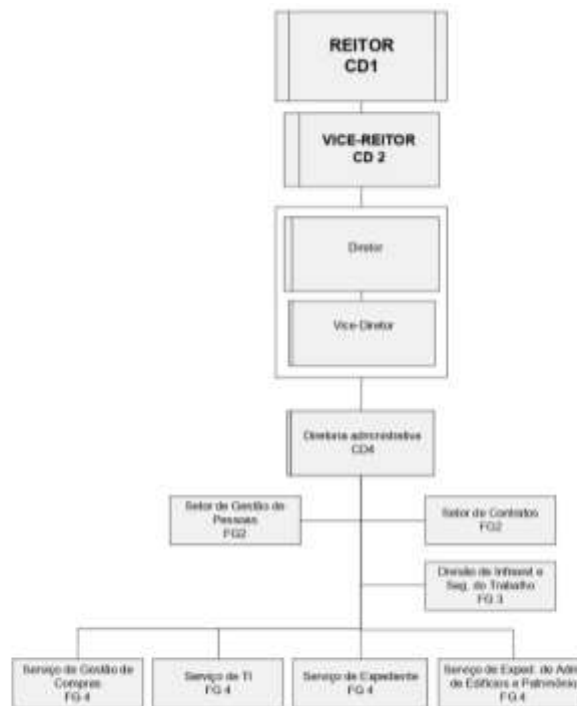 REITOR
CD1
VICE-REITOR
CD 2
Diretor
Vice-Diretor
Diretoria administrativa
CD4
Setor de Gestão de
Pessoas
FG2
Setor de Contratos
FG2
Divisão de Infraest e
Seg. do Trabalho
FG 3
Serviço de Gestão de
Compras
FG 4
Serviço de TI
FG 4
Serviço de Expediente
FG 4
Serviço de Exped. de Adm
de Edifícios e Patrimônio
FG 4